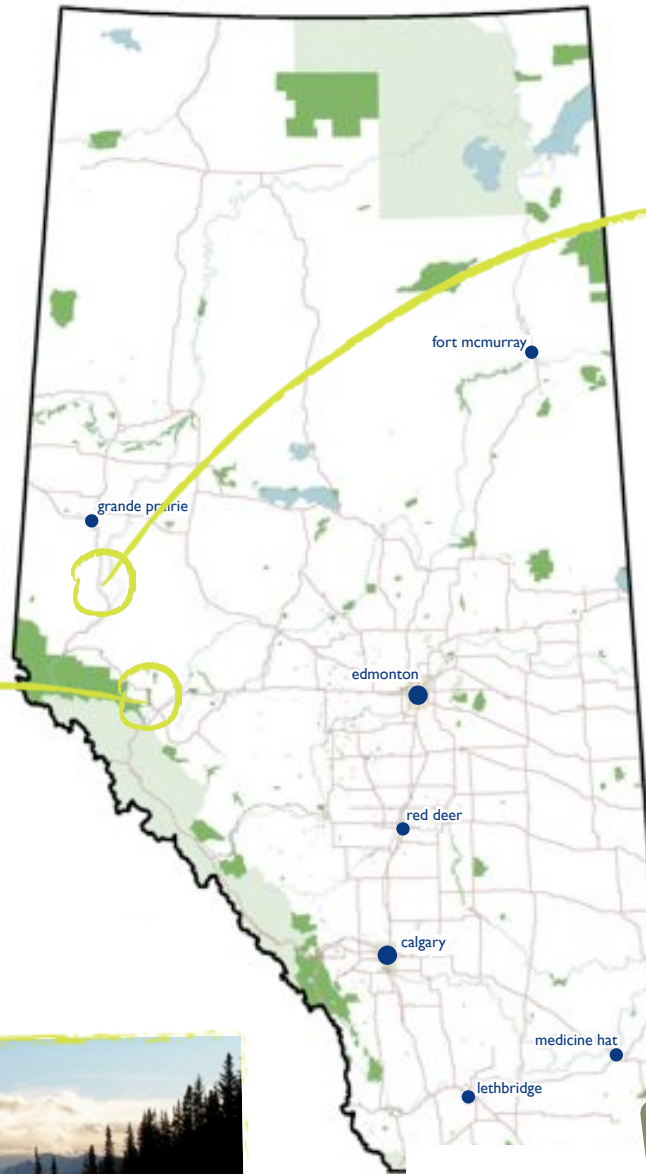 fort mcmurray
grande prairie
edmonton
red deer
calgary
medicine hat
lethbridge